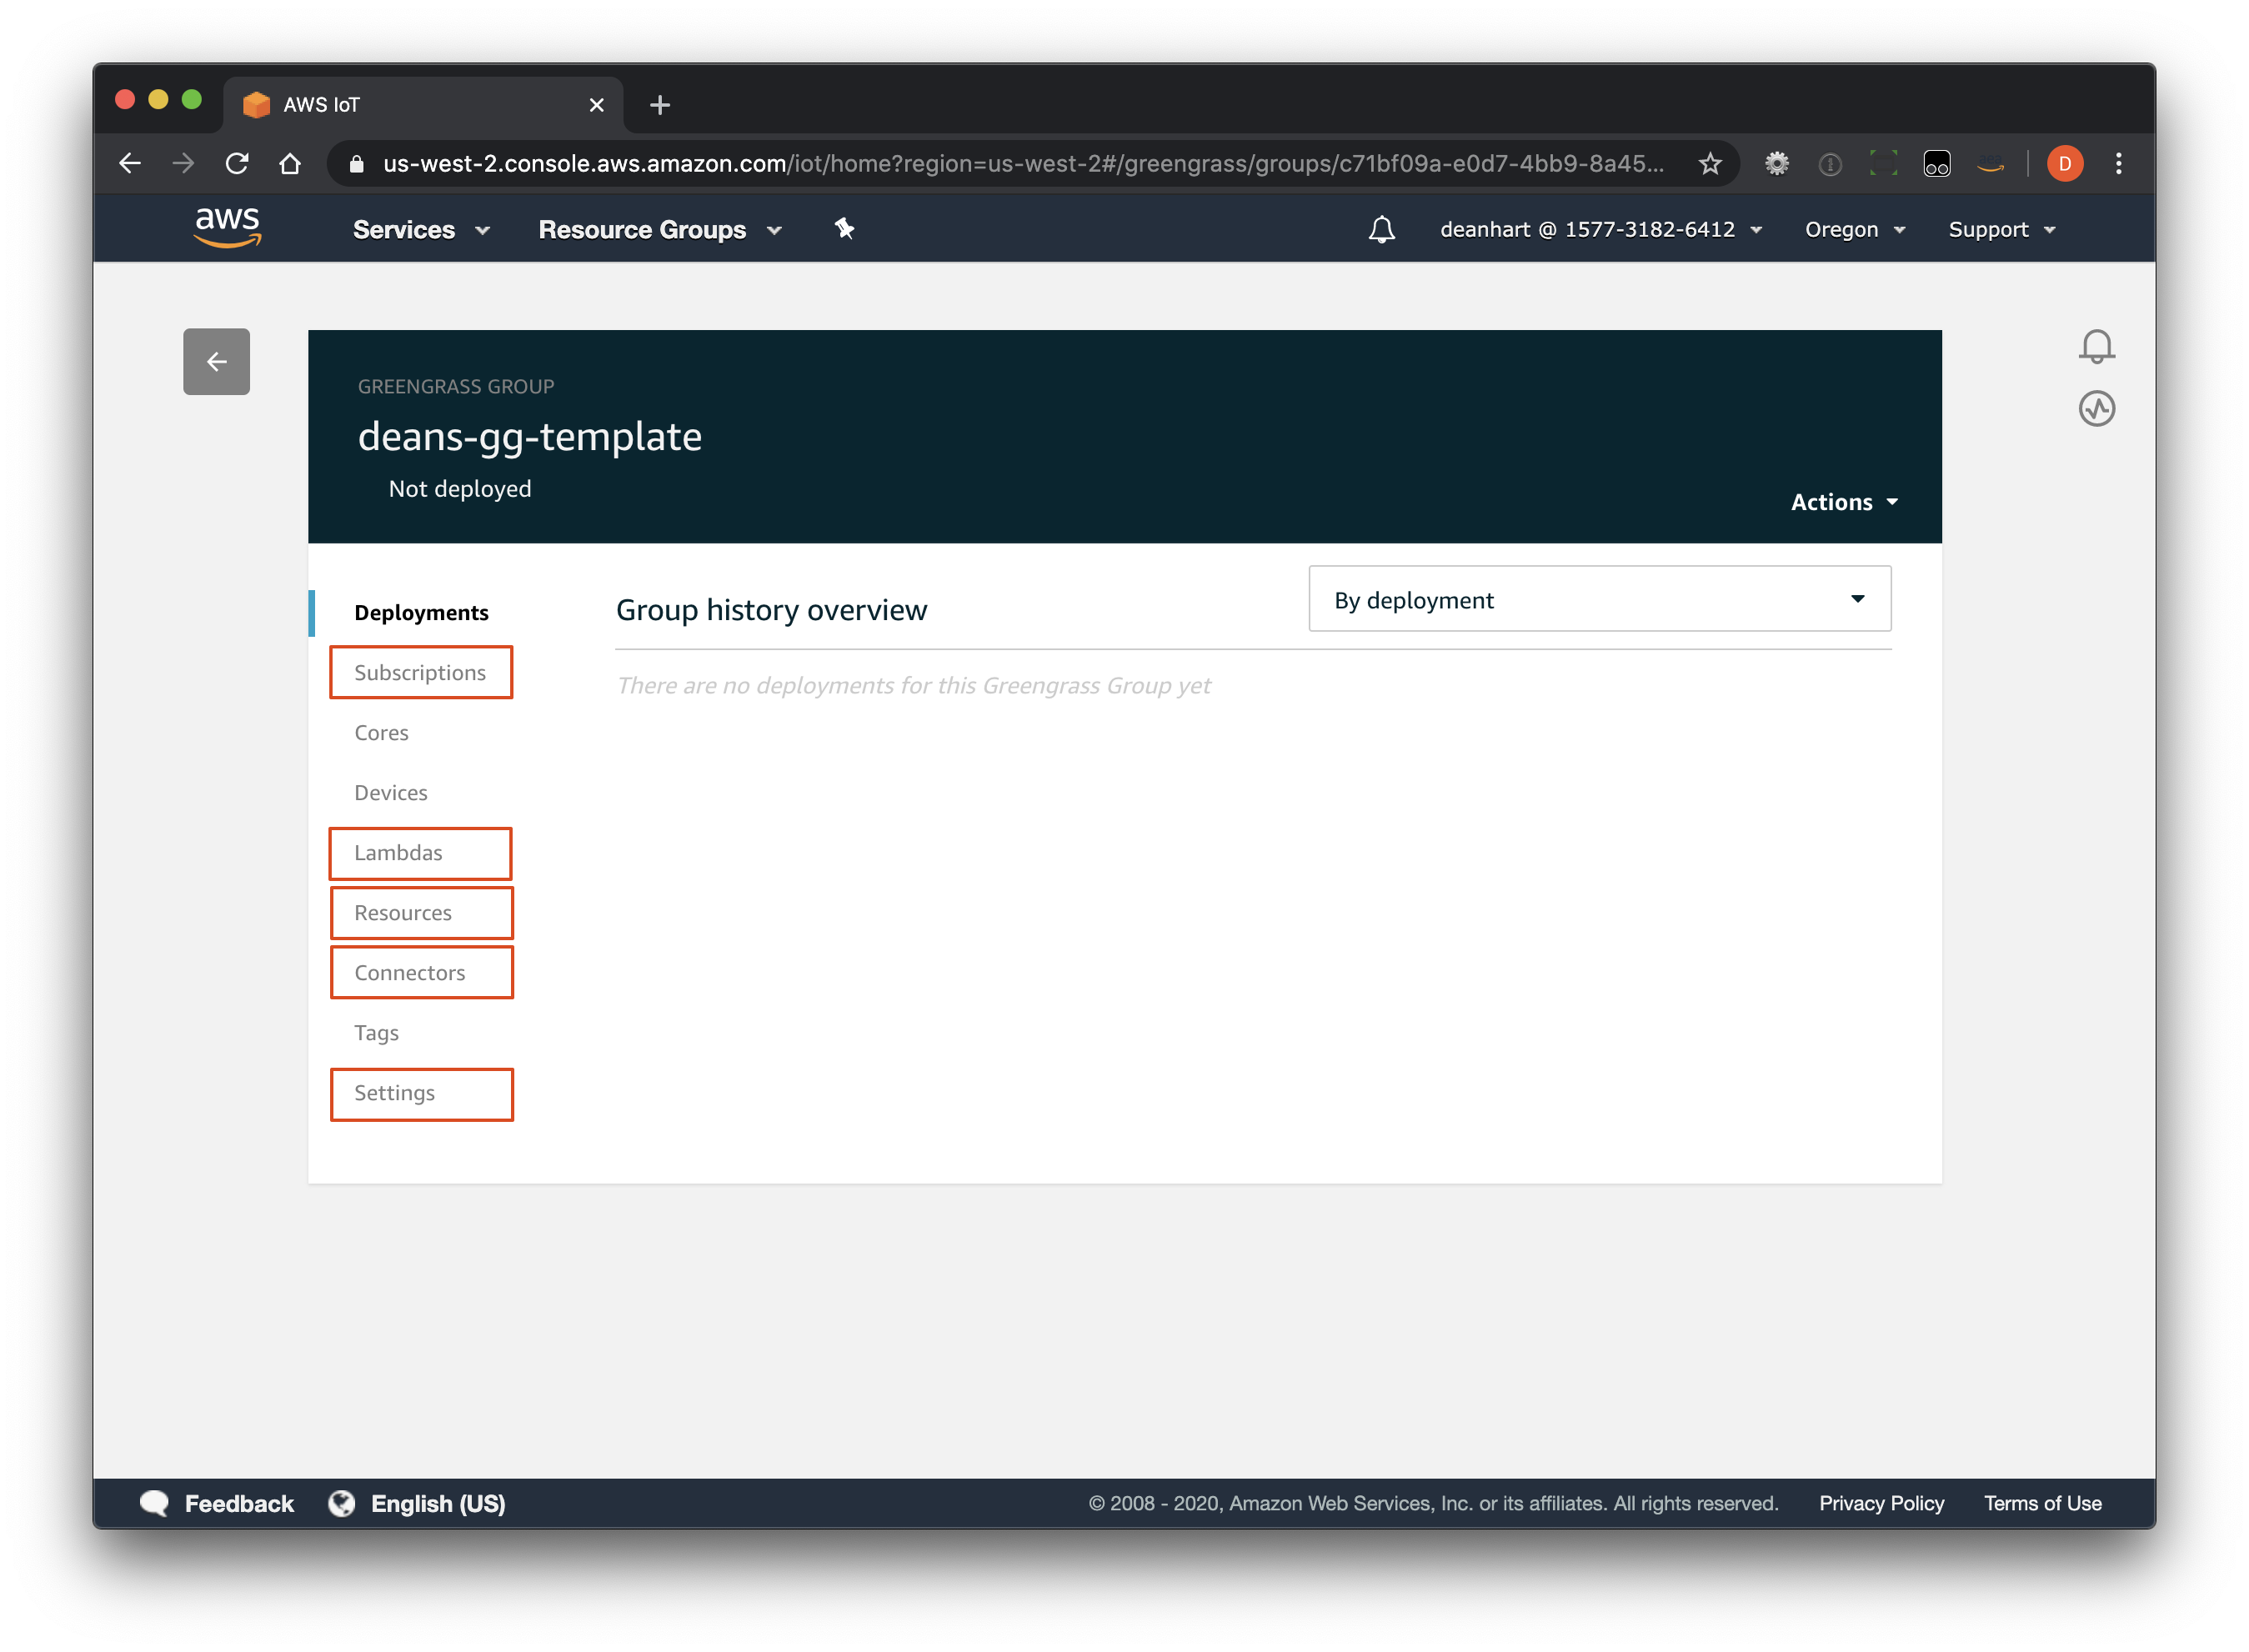 AWS IoT
us-west-2.console.aws.amazon.com/iot/home?region=us-west-2#/greengrass/groups/c71bf09a-e0d7-4bb9-8a45...
D
aws
Services
Resource Groups
deanhart @ 1577-3182-6412
Oregon
Support
GREENGRASS GROUP
deans-gg-template
Not deployed
Actions
Deployments
Subscriptions
Cores
Devices
Lambdas
Resources
Connectors
Tags
Settings
Group history overview
By deployment
There are no deployments for this Greengrass Group yet
Feedback
English (US)
© 2008 - 2020, Amazon Web Services, Inc. or its affiliates. All rights reserved.
Privacy Policy
Terms of Use